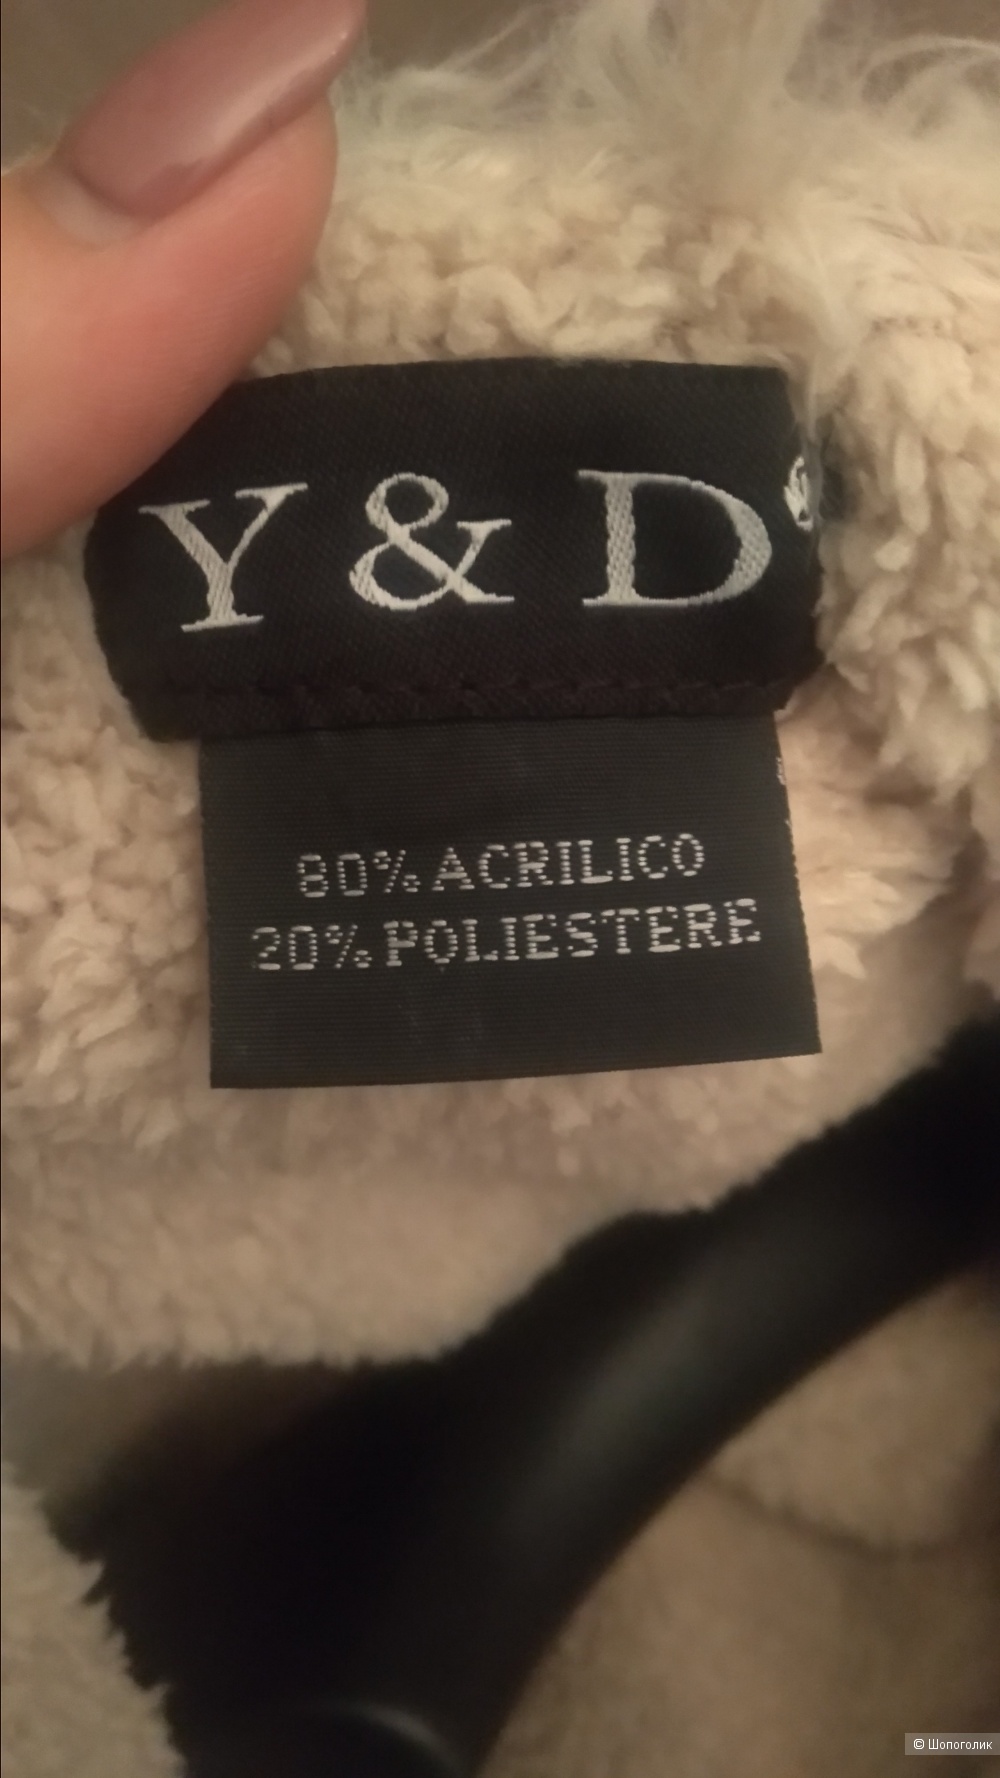 Y & D
80% ACRILICO
20% POLIESTERE
© Шопоголик